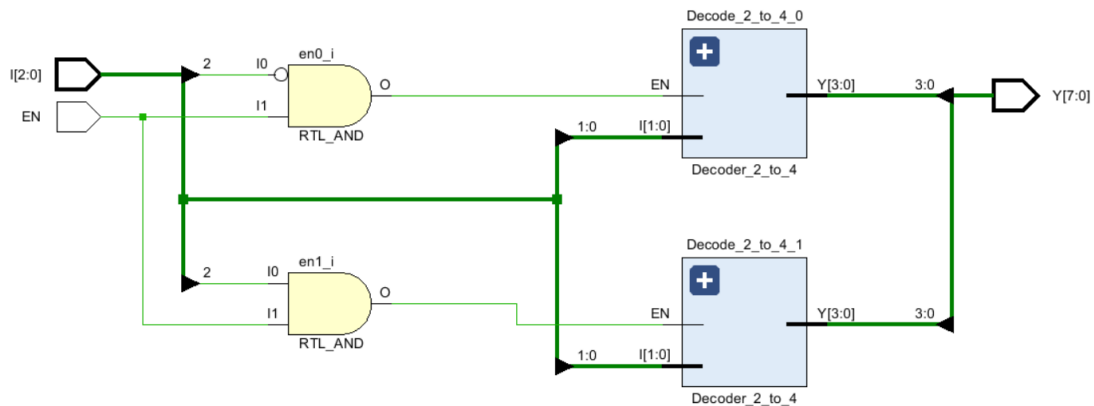 Decode_2_to_4_0
en0_i
I[2:0]
2
I0
I1
O
RTL_AND
EN
EN
I[1:0]
1:0
Y[3:0]
3:0
Y[7:0]
Decoder_2_to_4
Decode_2_to_4_1
en1_i
2
I0
I1
O
RTL_AND
EN
1:0
I[1:0]
Y[3:0]
3:0
Decoder_2_to_4